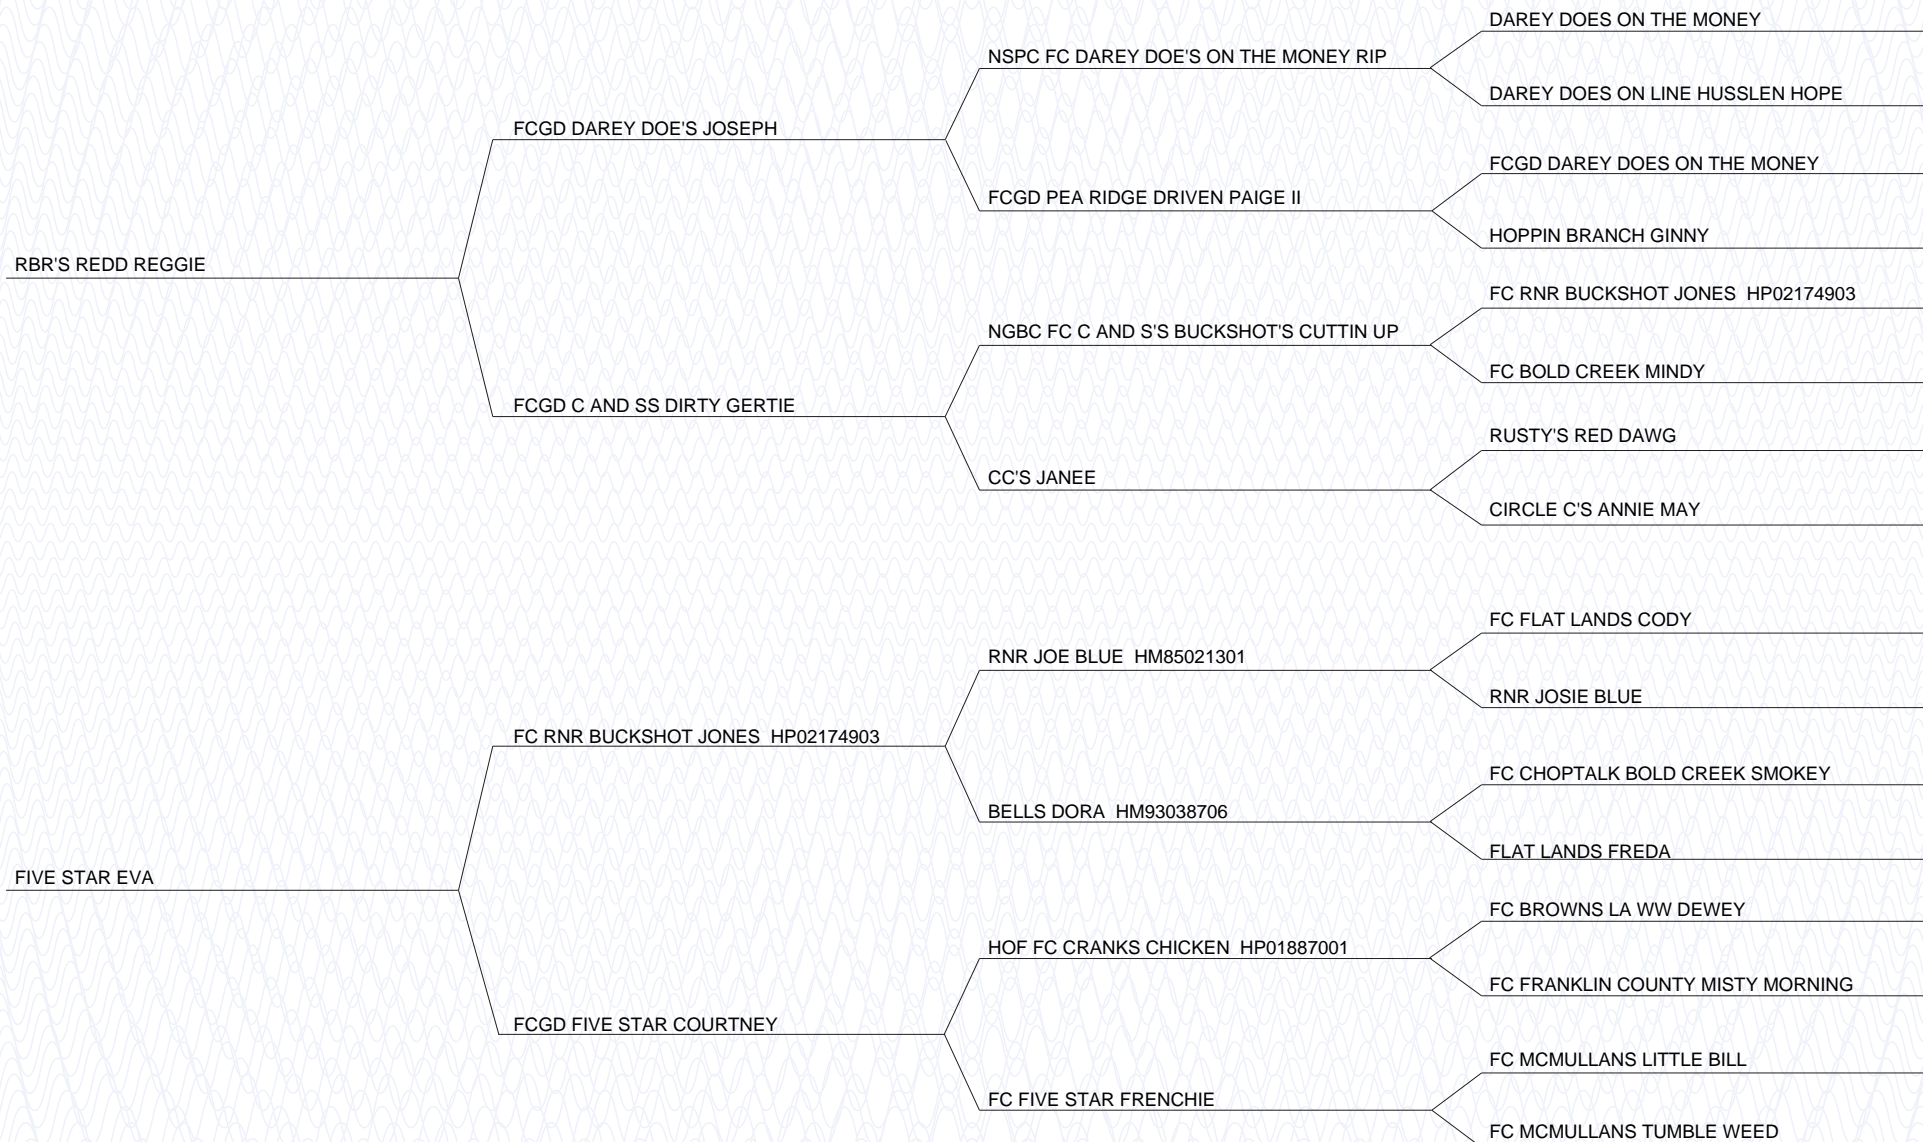 DAREY DOES ON THE MONEY
NSPC FC DAREY DOE'S ON THE MONEY RIP
DAREY DOES ON LINE HUSSLEN HOPE
FCGD DAREY DOE'S JOSEPH
FCGD DAREY DOES ON THE MONEY
FCGD PEA RIDGE DRIVEN PAIGE II
HOPPIN BRANCH GINNY
RBR'S REDD REGGIE
FC RNR BUCKSHOT JONES HP02174903
NGBC FC C AND S'S BUCKSHOT'S CUTTIN UP
FC BOLD CREEK MINDY
FCGD C AND SS DIRTY GERTIE
RUSTY'S RED DAWG
CC'S JANEE
CIRCLE C'S ANNIE MAY
FC FLAT LANDS CODY
RNR JOE BLUE HM85021301
RNR JOSIE BLUE
FC RNR BUCKSHOT JONES HP02174903
FC CHOPTALK BOLD CREEK SMOKEY
BELLS DORA HM93038706
FLAT LANDS FREDA
FIVE STAR EVA
FC BROWNS LA WW DEWEY
HOF FC CRANKS CHICKEN HP01887001
FC FRANKLIN COUNTY MISTY MORNING
FCGD FIVE STAR COURTNEY
FC MCMULLANS LITTLE BILL
FC FIVE STAR FRENCHIE
FC MCMULLANS TUMBLE WEED